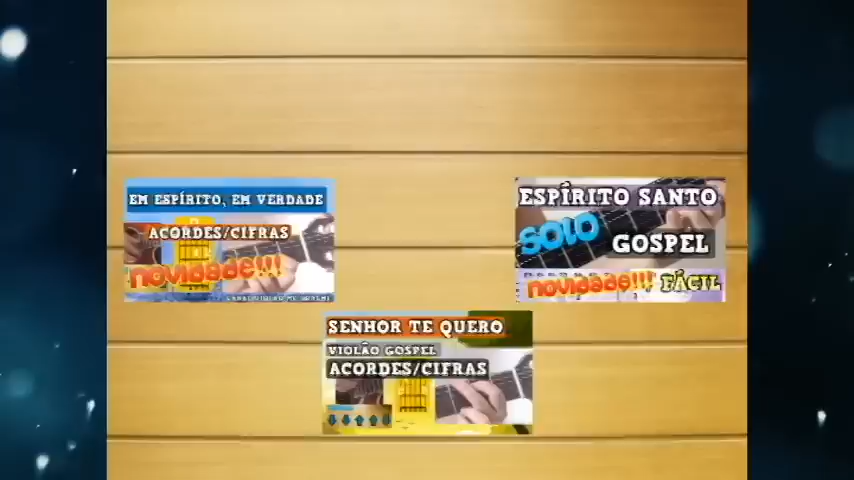 EM ESPÍRITO, EM VERDADE
ACORDES/CIFRAS
NOVIDADE!!!
ESPÍRITO SANTO
SOLO
GOSPEL
NOVIDADE!!! FÁCIL
SENHOR TE QUERO
VIOLÃO GOSPEL
ACORDES/CIFRAS